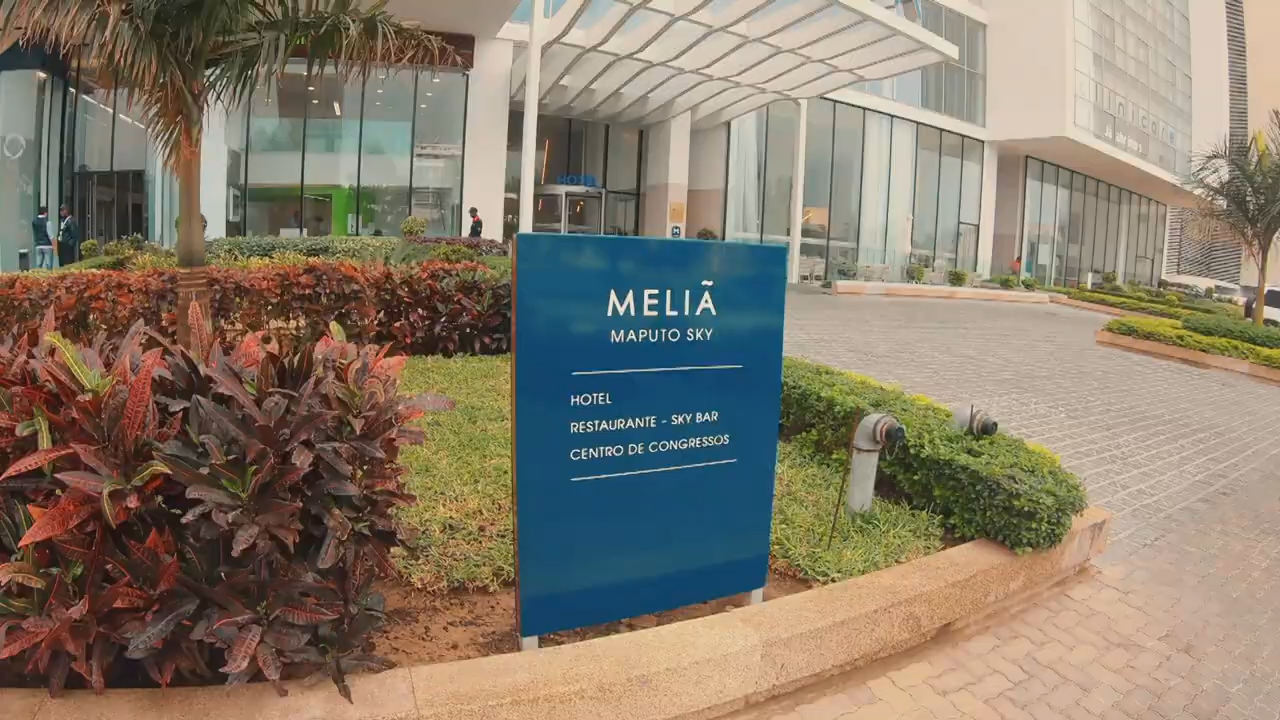 MELIÃ
MAPUTO SKY
HOTEL
RESTAURANTE - SKY BAR
CENTRO DE CONGRESSOS
HOTEL